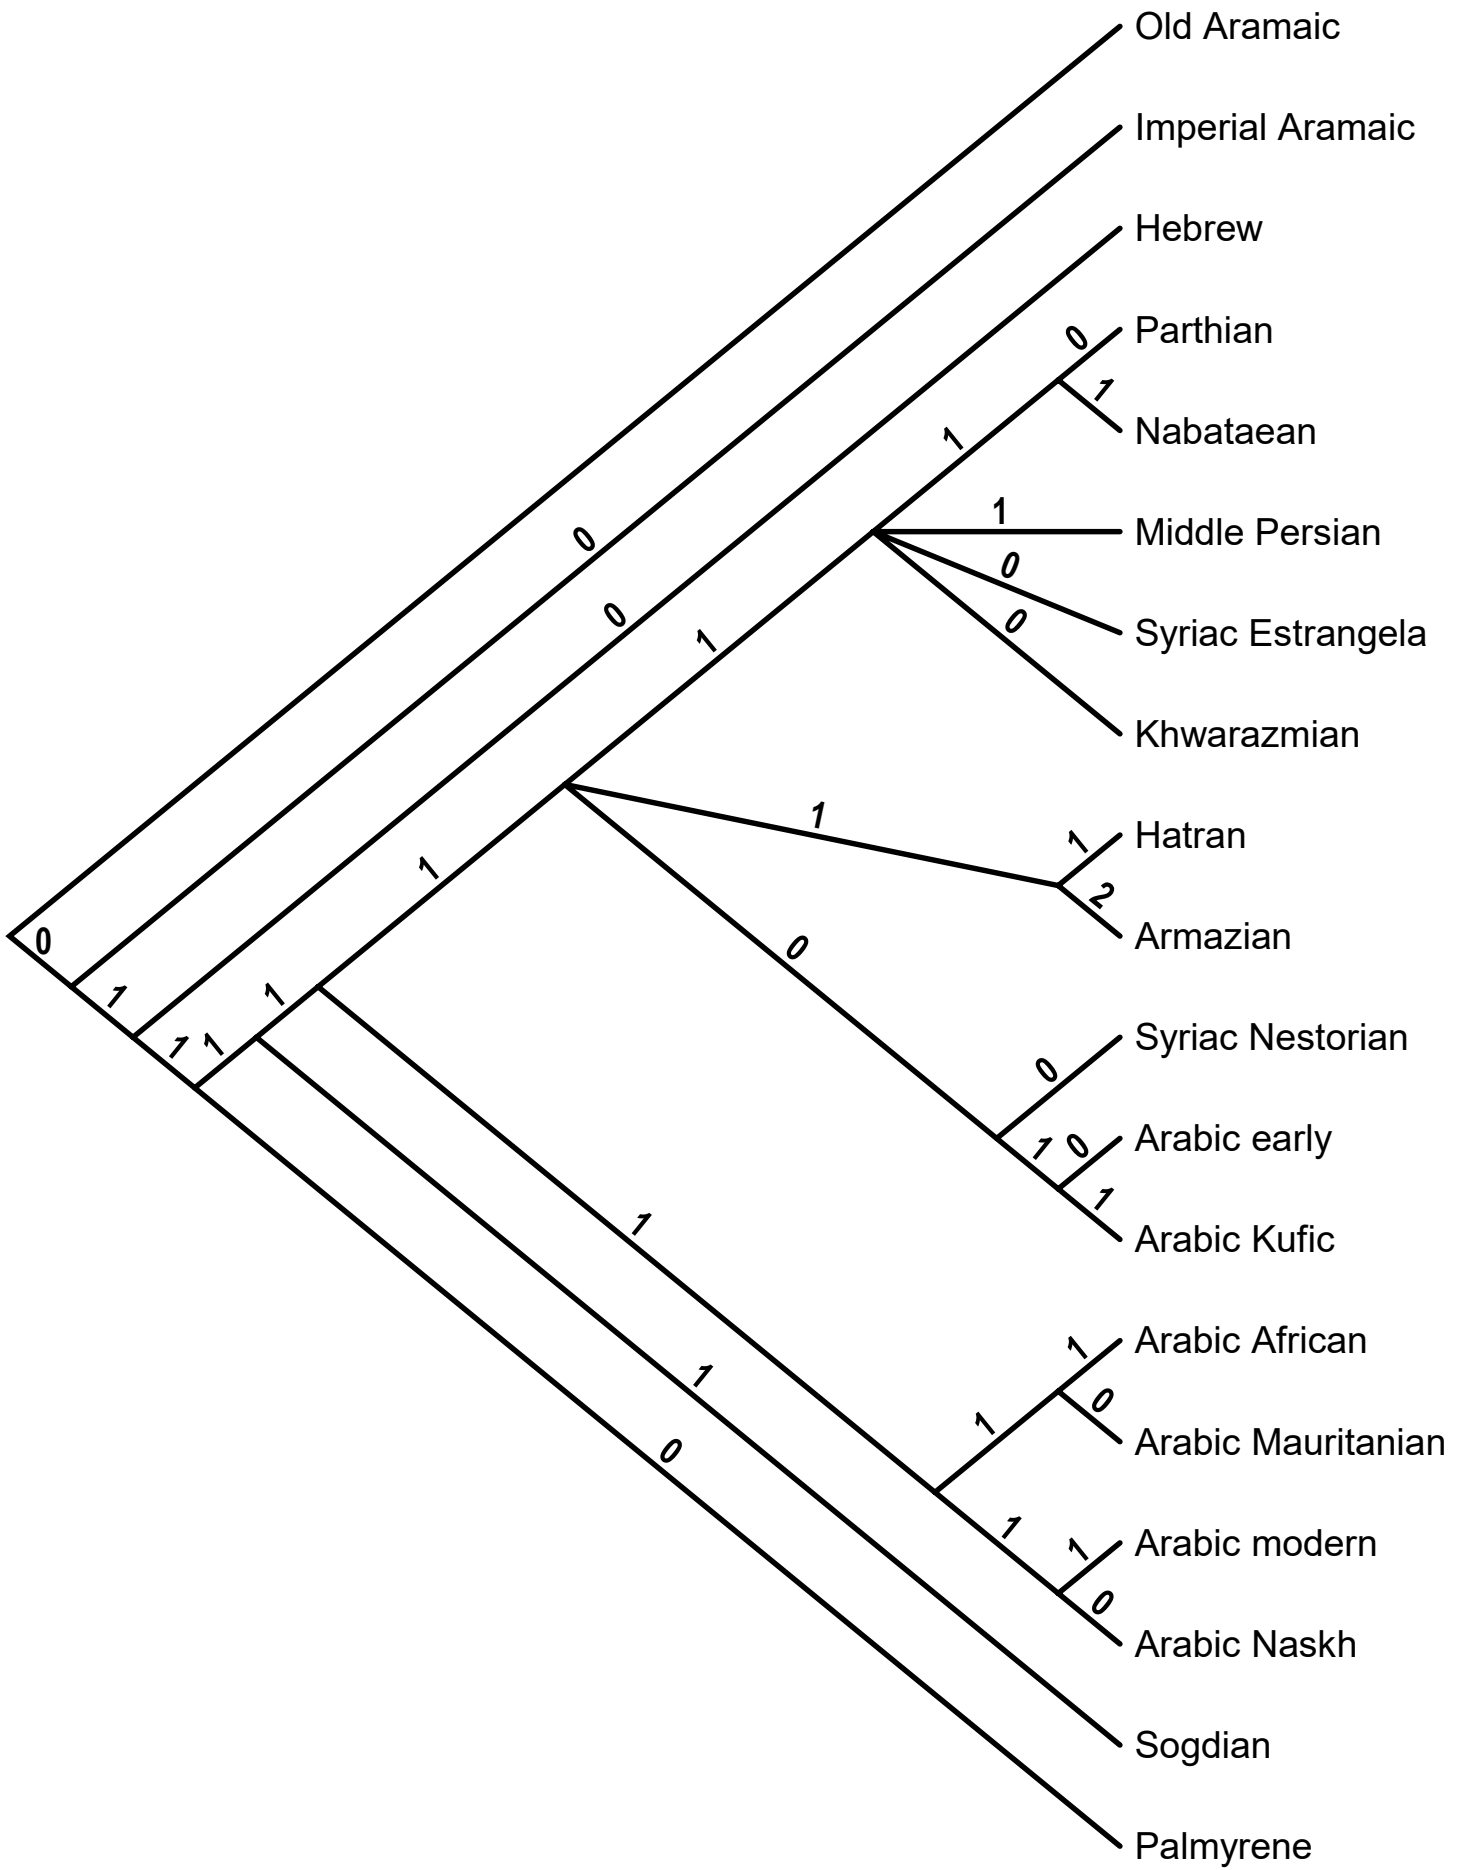 Old Aramaic
Imperial Aramaic
Hebrew
0
Parthian
1
Nabataean
1
1
Middle Persian
0
0
Syriac Estrangela
0
0
1
Khwarazmian
1
1
Hatran
1
2
Armazian
0
0
1
1
Syriac Nestorian
1
1
0
1
0
Arabic early
1
Arabic Kufic
1
1
Arabic African
1
0
1
Arabic Mauritanian
0
1
1
Arabic modern
0
Arabic Naskh
Sogdian
Palmyrene